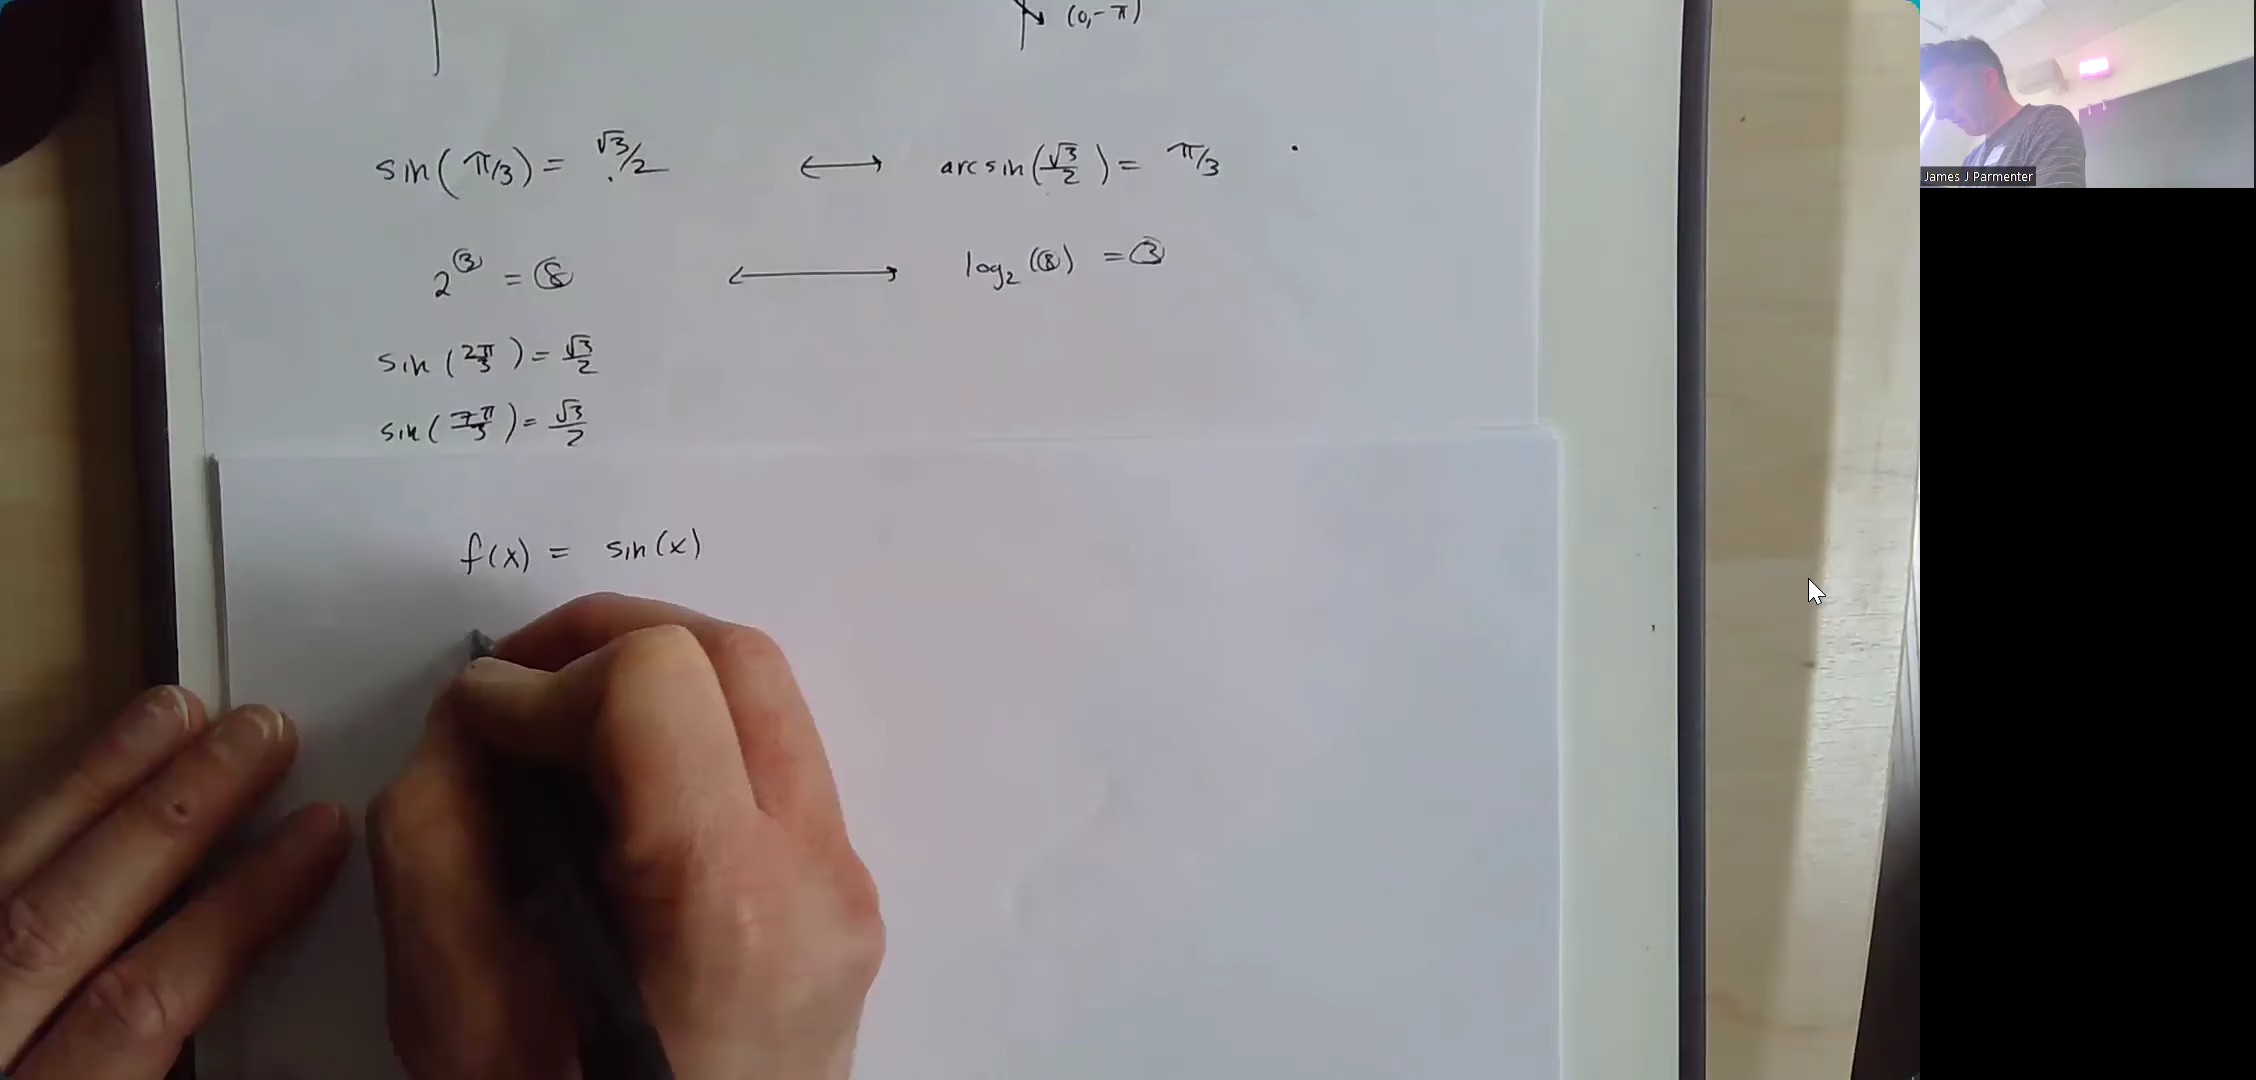 (0,-π)
sin( π/3) = √3/2 ⟷ arcsin(√3/2) = π/3 .
2^③ = ⑧ ⟷ log₂(⑧) = ③
sin(2π/3) = √3/2
sin(7π/3) = √3/2
f(x) = sin(x)
James J Parmenter